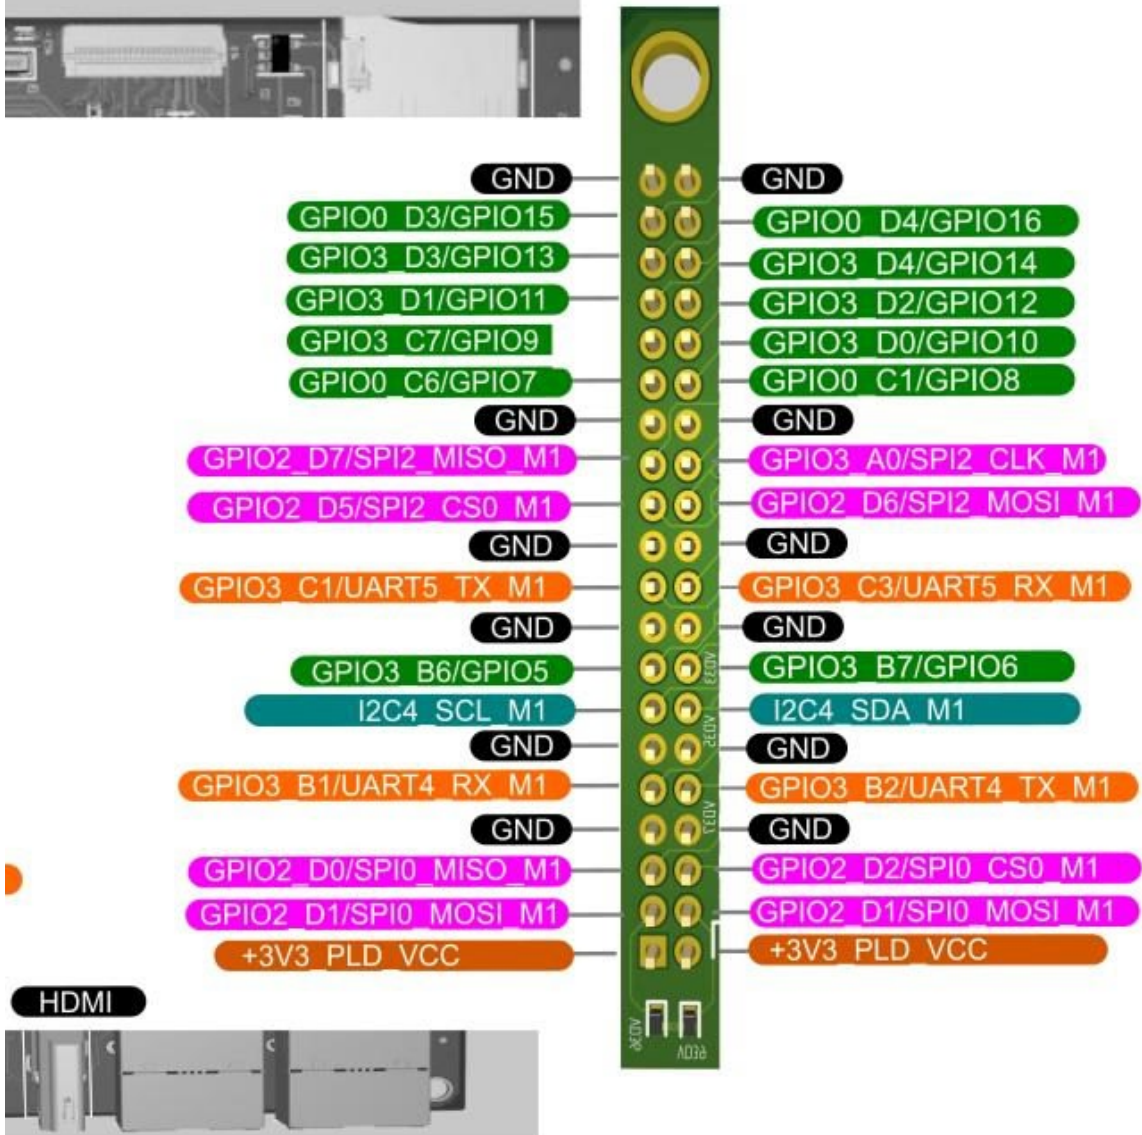 GND GND
GPIO0_D3/GPIO15 GPIO0_D4/GPIO16
GPIO3_D3/GPIO13 GPIO3_D4/GPIO14
GPIO3_D1/GPIO11 GPIO3_D2/GPIO12
GPIO3_C7/GPIO9 GPIO3_D0/GPIO10
GPIO0_C6/GPIO7 GPIO0_C1/GPIO8
GND GND
GPIO2_D7/SPI2_MISO_M1 GPIO3_A0/SPI2_CLK_M1
GPIO2_D5/SPI2_CS0_M1 GPIO2_D6/SPI2_MOSI_M1
GND GND
GPIO3_C1/UART5_TX_M1 GPIO3_C3/UART5_RX_M1
GND GND
GPIO3_B6/GPIO5 GPIO3_B7/GPIO6
I2C4_SCL_M1 I2C4_SDA_M1
GND GND
GPIO3_B1/UART4_RX_M1 GPIO3_B2/UART4_TX_M1
GND GND
GPIO2_D0/SPI0_MISO_M1 GPIO2_D2/SPI0_CS0_M1
GPIO2_D1/SPI0_MOSI_M1 GPIO2_D1/SPI0_MOSI_M1
+3V3_PLD_VCC +3V3_PLD_VCC
HDMI